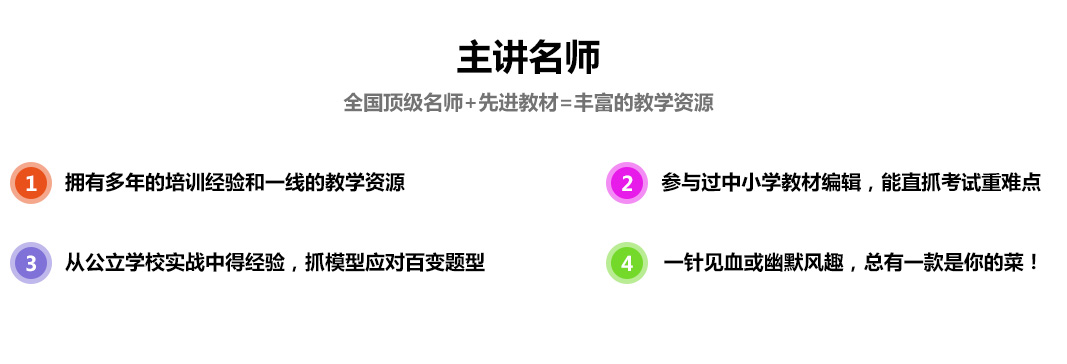 主讲名师
全国顶级名师+先进教材=丰富的教学资源
1 拥有多年的培训经验和一线的教学资源
2 参与过中小学教材编辑，能直抓考试重难点
3 从公立学校实战中得经验，抓模型应对百变题型
4 一针见血或幽默风趣，总有一款是你的菜！